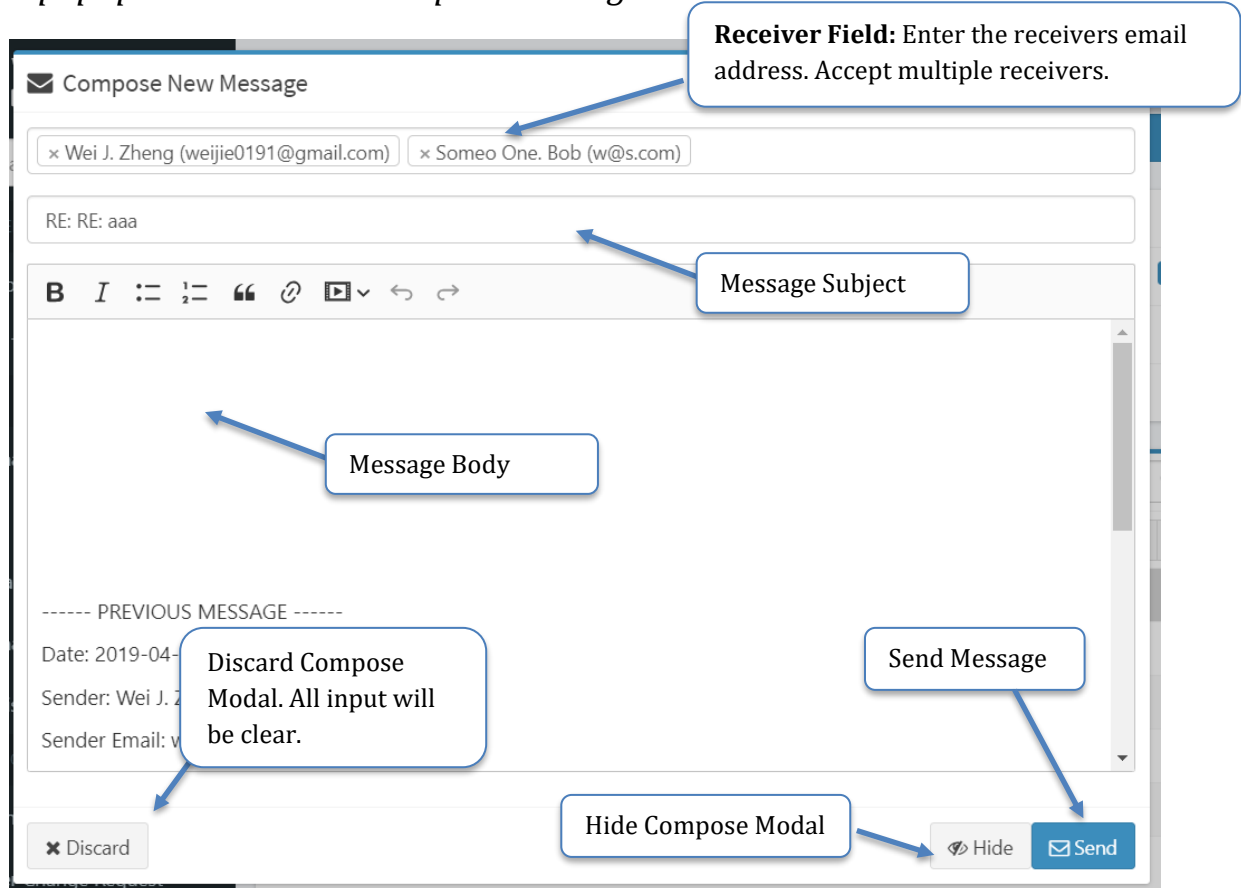 Receiver Field: Enter the receivers email
address. Accept multiple receivers.
Compose New Message
× Wei J. Zheng (weijie0191@gmail.com) × Someo One. Bob (w@s.com)
RE: RE: aaa
Message Subject
B I
Message Body
------ PREVIOUS MESSAGE ------
Date: 2019-04-
Sender: Wei J.
Sender Email:
Discard Compose
Modal. All input will
be clear.
Send Message
Hide Compose Modal
Discard
Hide
Send
Change Request